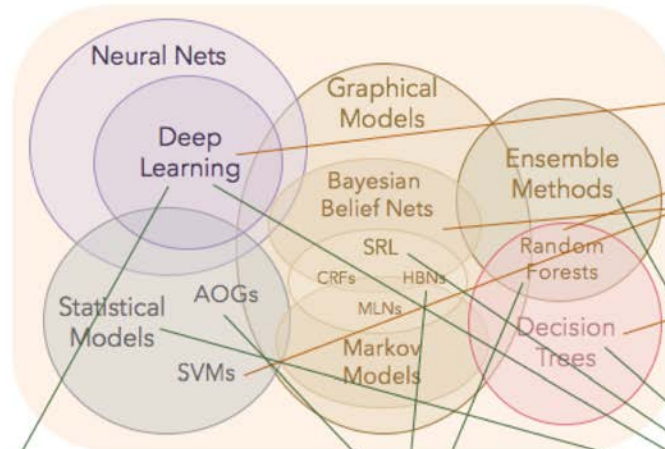 Neural Nets
Graphical
Models
Deep
Learning
Ensemble
Methods
Bayesian
Belief Nets
SRL
Random
Forests
CRFs
HBNs
AOGs
Statistical
Models
MLNs
Decision
Trees
Markov
Models
SVMs